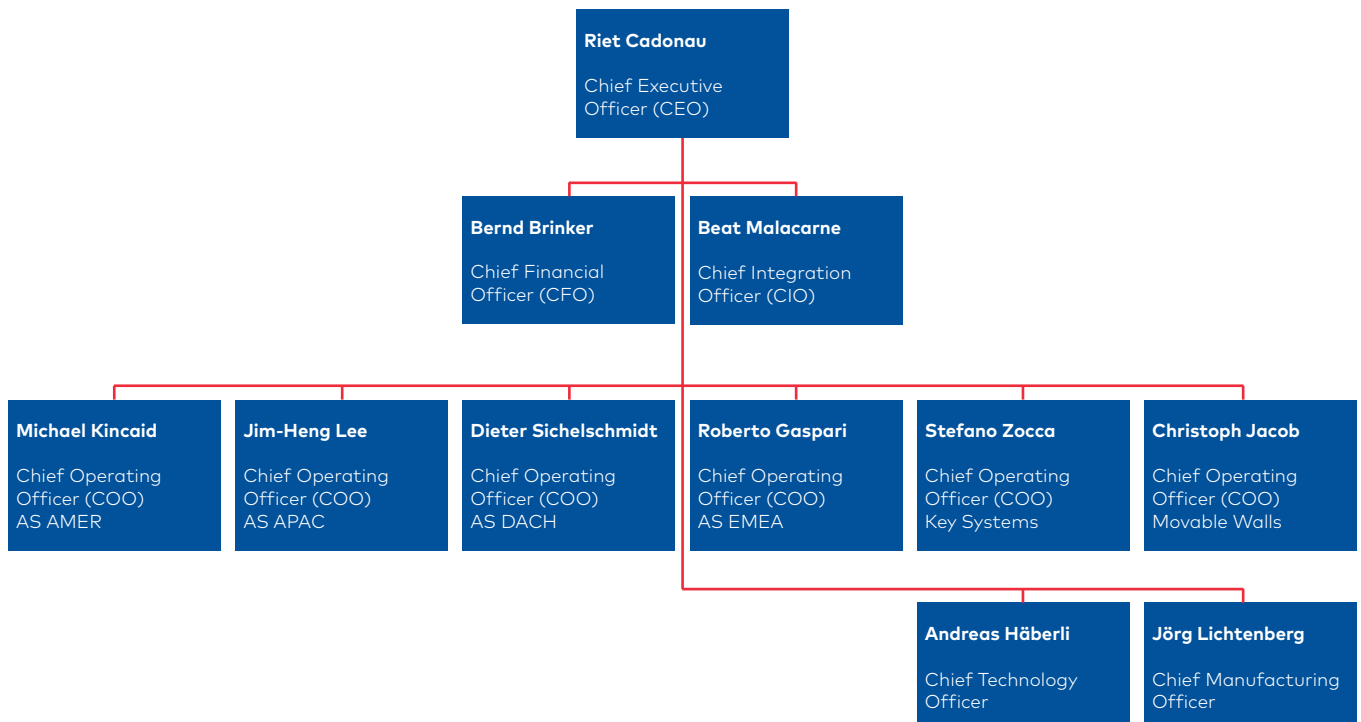 Riet Cadonau
Chief Executive
Officer (CEO)
Bernd Brinker
Chief Financial
Officer (CFO)
Beat Malacarne
Chief Integration
Officer (CIO)
Michael Kincaid
Chief Operating
Officer (COO)
AS AMER
Jim-Heng Lee
Chief Operating
Officer (COO)
AS APAC
Dieter Sichelschmidt
Chief Operating
Officer (COO)
AS DACH
Roberto Gaspari
Chief Operating
Officer (COO)
AS EMEA
Stefano Zocca
Chief Operating
Officer (COO)
Key Systems
Christoph Jacob
Chief Operating
Officer (COO)
Movable Walls
Andreas Häberli
Chief Technology
Officer
Jörg Lichtenberg
Chief Manufacturing
Officer